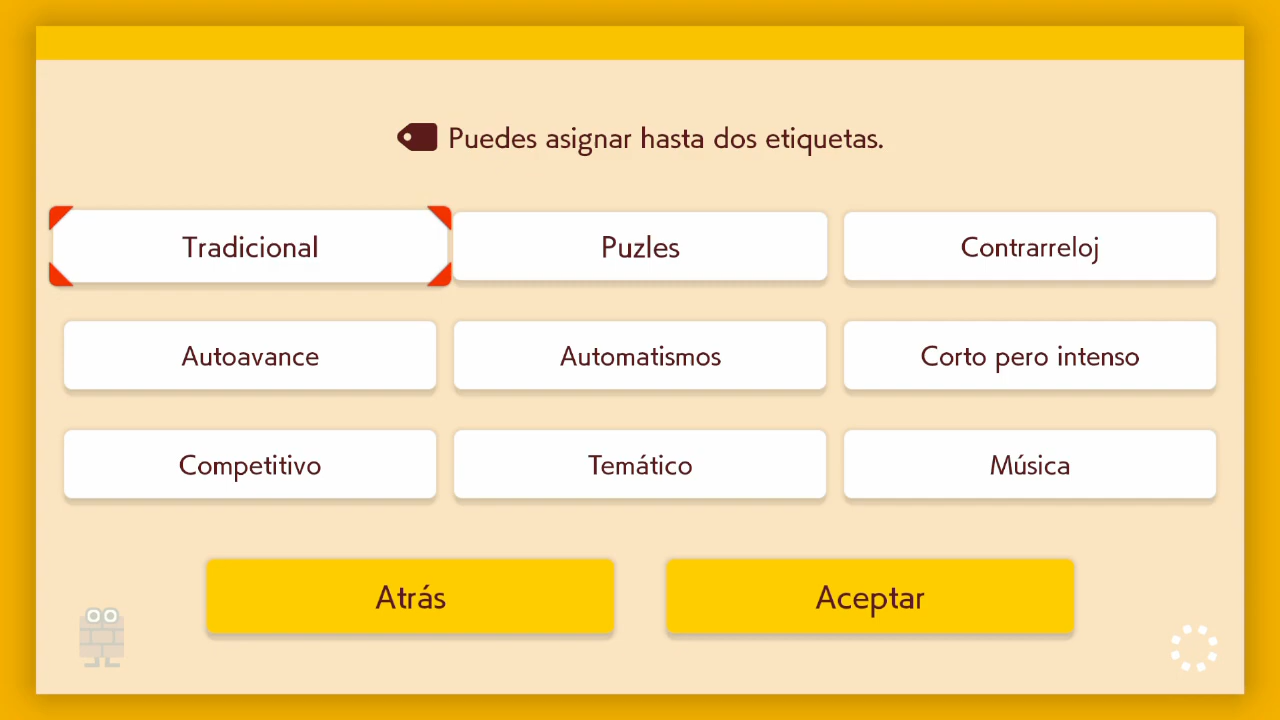 Puedes asignar hasta dos etiquetas.
Tradicional
Puzles
Contrarreloj
Autoavance
Automatismos
Corto pero intenso
Competitivo
Temático
Música
Atrás
Aceptar